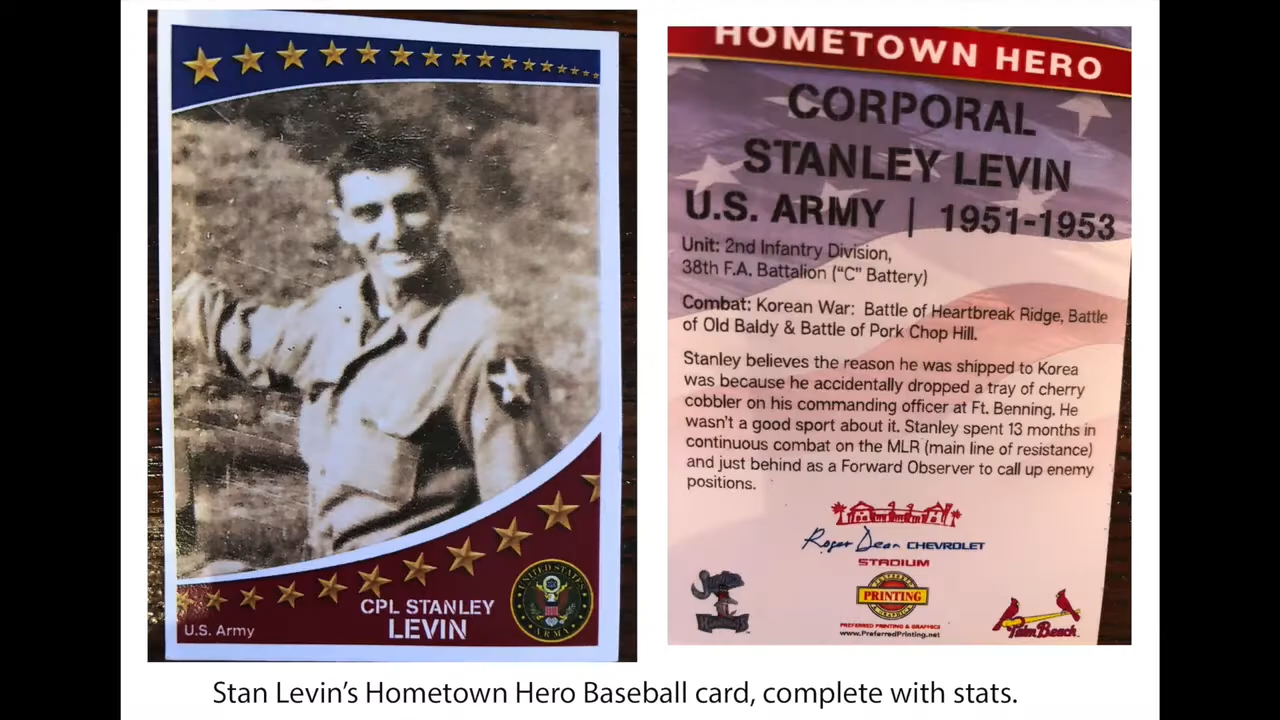 CPL STANLEY
LEVIN
U.S. Army
UNITED STATES
ARMY
HOMETOWN HERO
CORPORAL
STANLEY LEVIN
U.S. ARMY | 1951-1953
Unit: 2nd Infantry Division,
38th F.A. Battalion ("C" Battery)
Combat: Korean War: Battle of Heartbreak Ridge, Battle
of Old Baldy & Battle of Pork Chop Hill.
Stanley believes the reason he was shipped to Korea
was because he accidentally dropped a tray of cherry
cobbler on his commanding officer at Ft. Benning. He
wasn't a good sport about it. Stanley spent 13 months in
continuous combat on the MLR (main line of resistance)
and just behind as a Forward Observer to call up enemy
positions.
Roger Dean CHEVROLET
STADIUM
PRINTING
PREFERRED PRINTING & GRAPHICS
www.PreferredPrinting.net
Palm Beach
Stan Levin's Hometown Hero Baseball card, complete with stats.